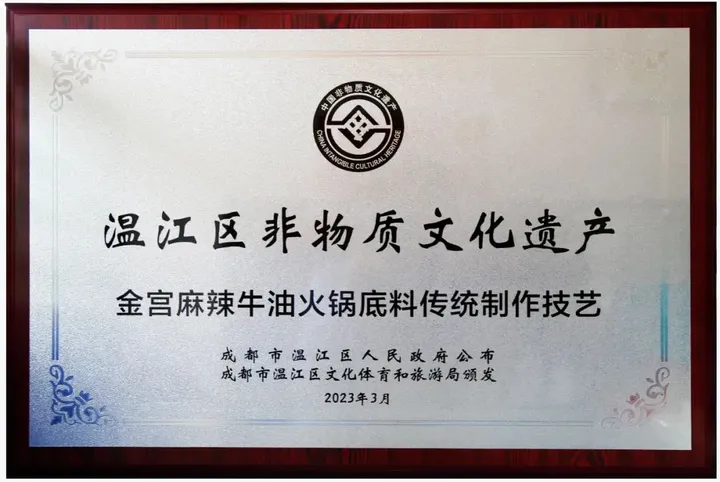 中国非物质文化遗产
CHINA INTANGIBLE CULTURAL HERITAGE
温江区非物质文化遗产
金宫麻辣牛油火锅底料传统制作技艺
成都市温江区人民政府公布
成都市温江区文化体育和旅游局颁发
2023年3月